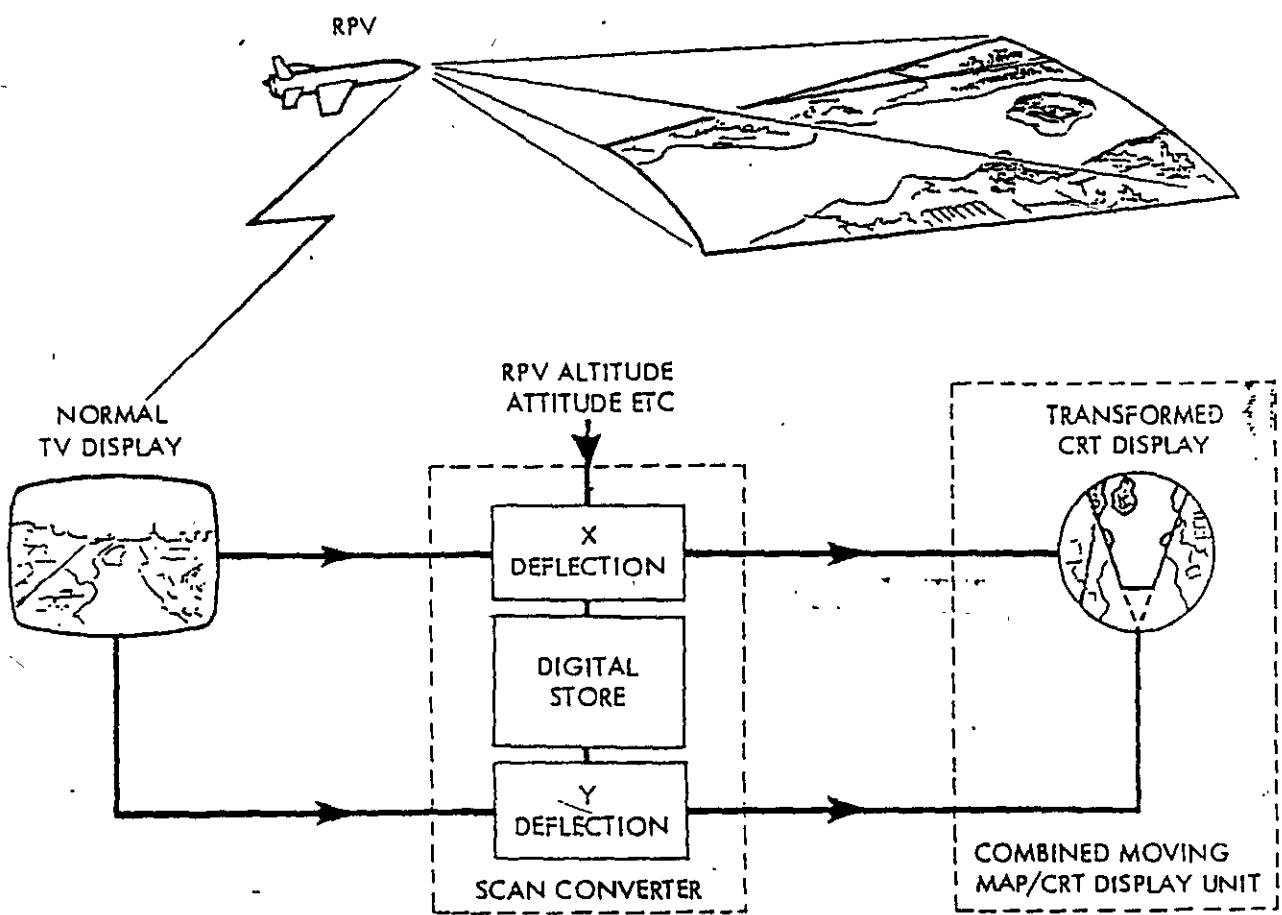 RPV
RPV ALTITUDE
ATTITUDE ETC
NORMAL
TV DISPLAY
TRANSFORMED
CRT DISPLAY
X
DEFLECTION
DIGITAL
STORE
Y
DEFLECTION
SCAN CONVERTER
COMBINED MOVING
MAP/CRT DISPLAY UNIT